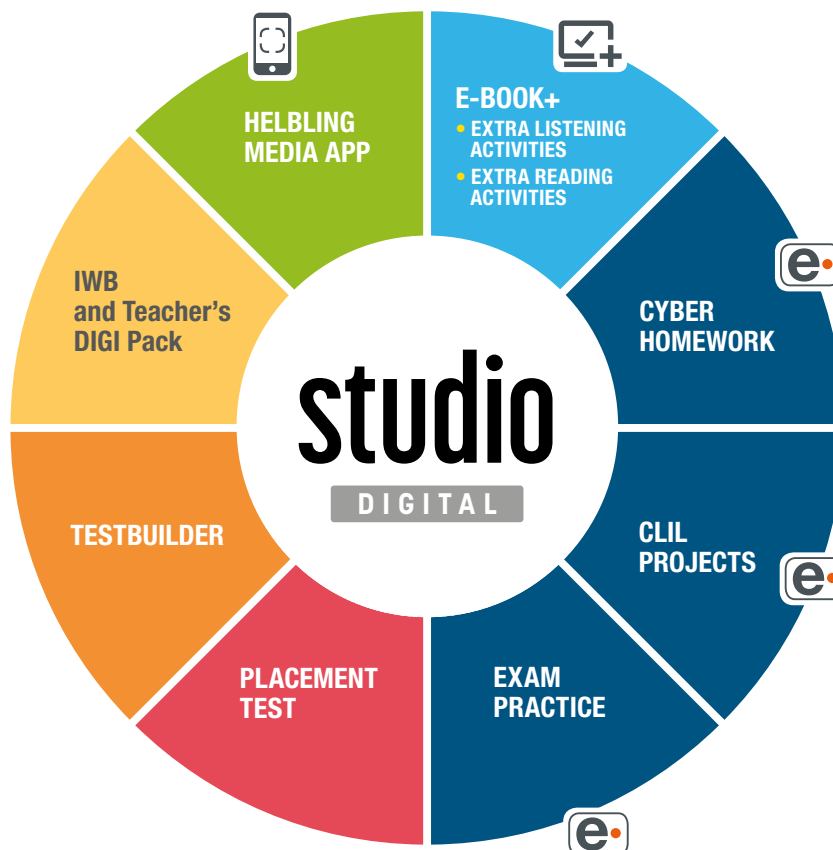 HELBLING
MEDIA APP
E-BOOK+
• EXTRA LISTENING
ACTIVITIES
• EXTRA READING
ACTIVITIES
e•
CYBER
HOMEWORK
CLIL
PROJECTS
e•
EXAM
PRACTICE
e•
PLACEMENT
TEST
TESTBUILDER
IWB
and Teacher's
DIGI Pack
studio
DIGITAL